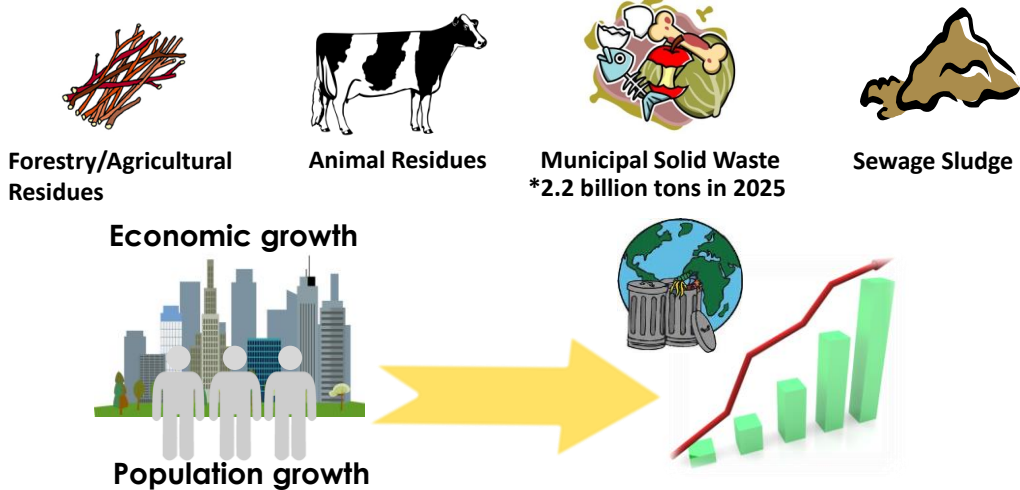 Forestry/Agricultural
Residues
Animal Residues
Municipal Solid Waste
*2.2 billion tons in 2025
Sewage Sludge
Economic growth
Population growth